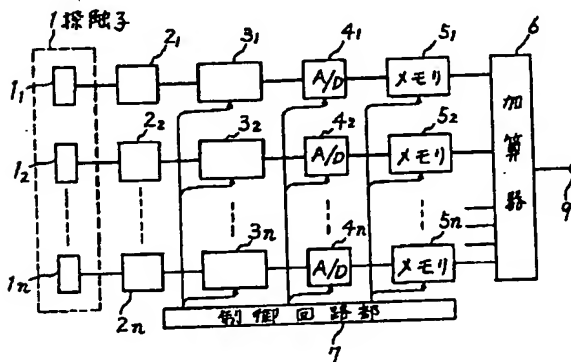 1 探触子
2₁ 3₁ 4₁ 5₁ 6
1₁ A/D メモリ
2₂ 3₂ 4₂ 5₂
1₂ A/D メモリ
加算器
9
3n 4n 5n
1n A/D メモリ
2n
制御回路部
7